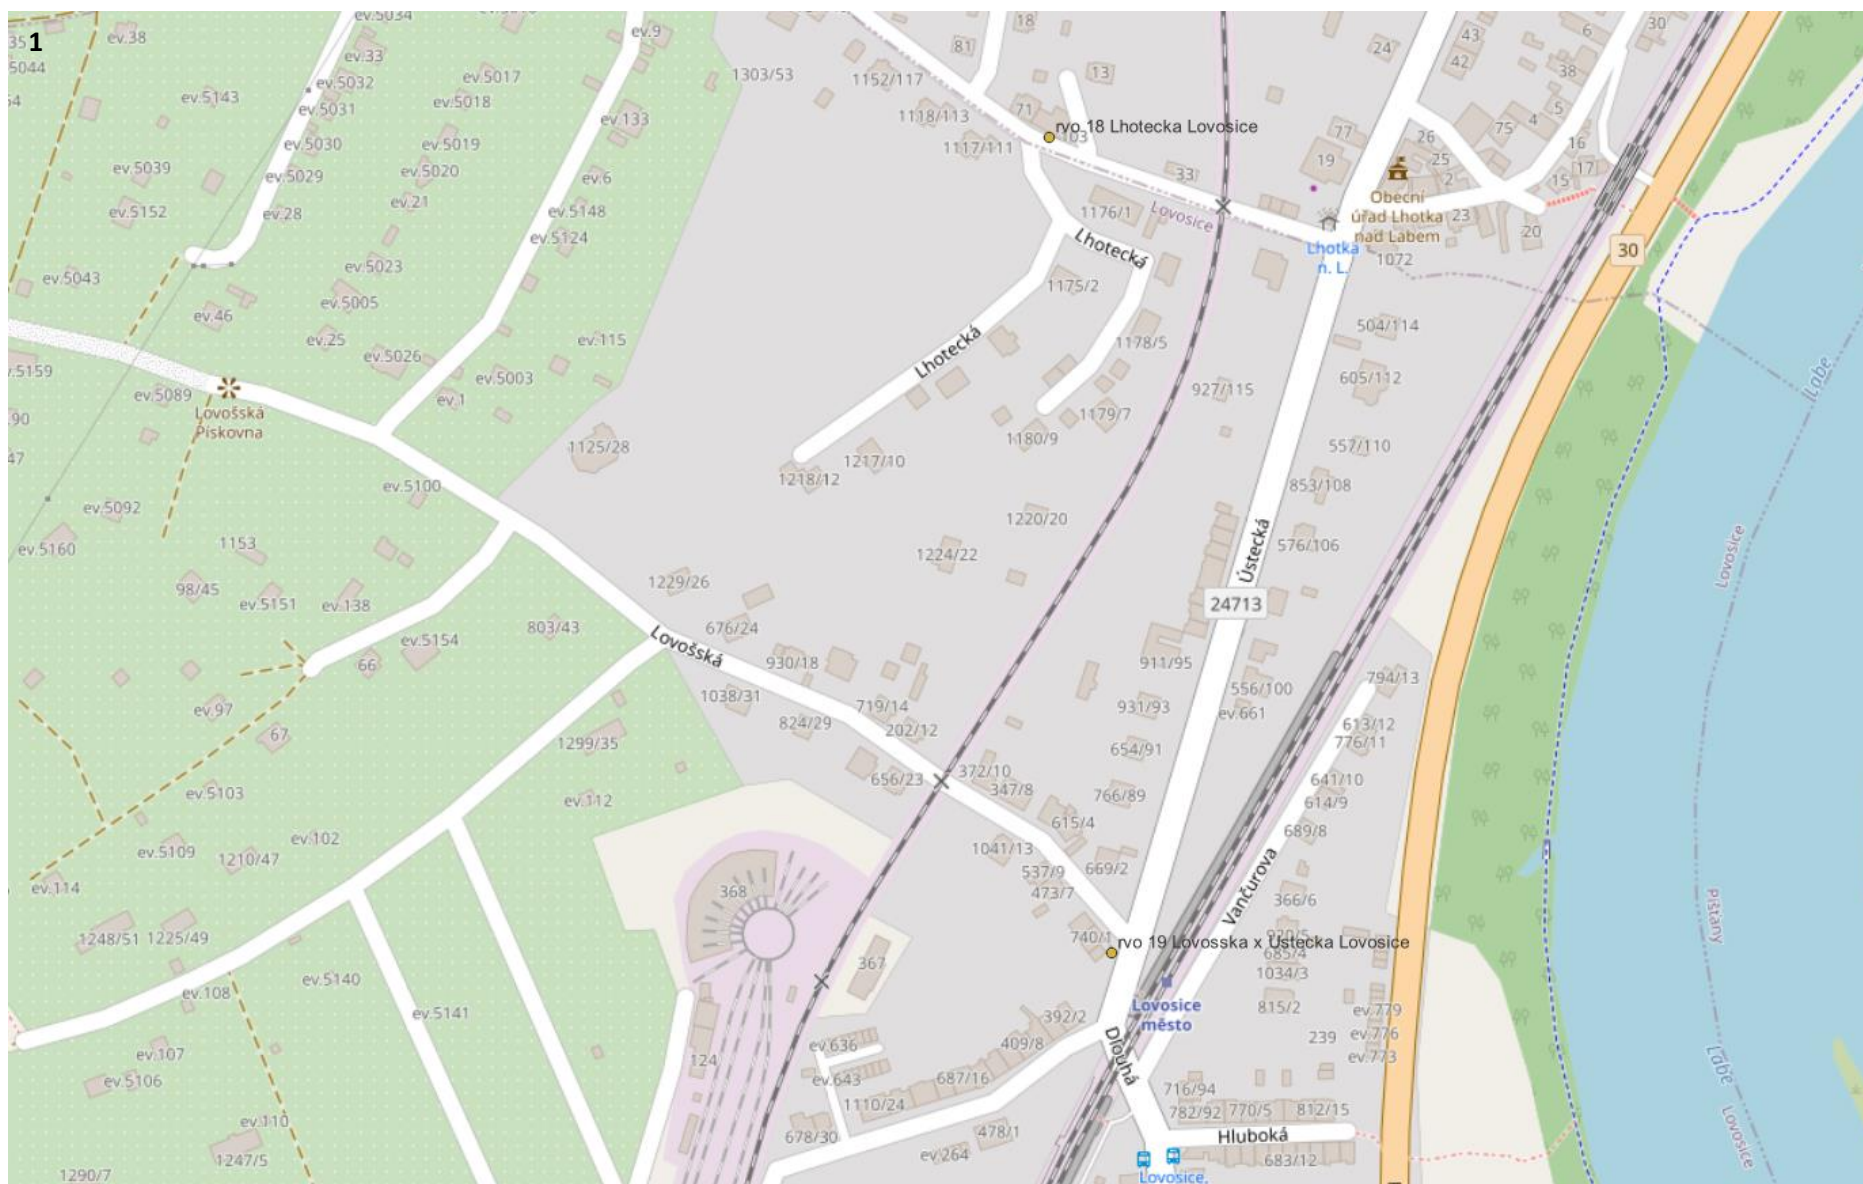 1
35
5044
54
ev.38
ev.5034
ev.33
ev.5032
ev.5031
ev.5143
ev.5030
ev.5029
ev.28
ev.5039
ev.5152
ev.5043
ev.46
ev.5017
ev.5018
ev.5019
ev.5020
ev.21
ev.5023
ev.5005
ev.25
ev.5026
ev.9
ev.133
ev.6
ev.5148
ev.5124
ev.115
ev.5003
ev.1
1303/53
81
18
13
1152/117
1118/113
1117/111
71
103
rvo 18 Lhotecka Lovosice
33
1176/1
Lovosice
Lhotecká
1175/2
Lhotecká
1178/5
1179/7
1180/9
1217/10
1218/12
1220/20
1224/22
1125/28
24
43
42
77
19
26
25
2
23
75
4
5
38
6
30
16
17
15
20
Obecní
úřad Lhotka
nad Labem
Lhotka
n. L.
1072
30
504/114
605/112
927/115
557/110
853/108
576/106
Ústecká
24713
Labe
Lovosice
Píšťany
Labe
Lovosice
.5159
ev.5089
Lovošská
Pískovna
90
47
ev.5100
ev.5092
ev.5160
1153
98/45
ev.5151
ev.138
ev.5154
66
803/43
1229/26
676/24
Lovošská
930/18
1038/31
824/29
719/14
202/12
656/23
372/10
347/8
615/4
1041/13
537/9
473/7
669/2
740/1
rvo 19 Lovosska x Ustecka Lovosice
911/95
931/93
654/91
766/89
556/100
ev.661
794/13
613/12
776/11
641/10
614/9
689/8
Vančurova
366/6
920/5
685/4
1034/3
815/2
239
ev.779
ev.776
ev.773
Lovosice
město
ev.97
67
ev.5103
ev.102
ev.5109
1210/47
ev.114
1248/51
1225/49
ev.108
ev.5140
ev.5141
ev.107
ev.5106
ev.110
1247/5
1290/7
1299/35
ev.112
368
367
124
ev.636
ev.643
1110/24
678/30
687/16
409/8
392/2
478/1
ev.264
Dlouhá
716/94
782/92
770/5
812/15
Hluboká
683/12
Lovosice,